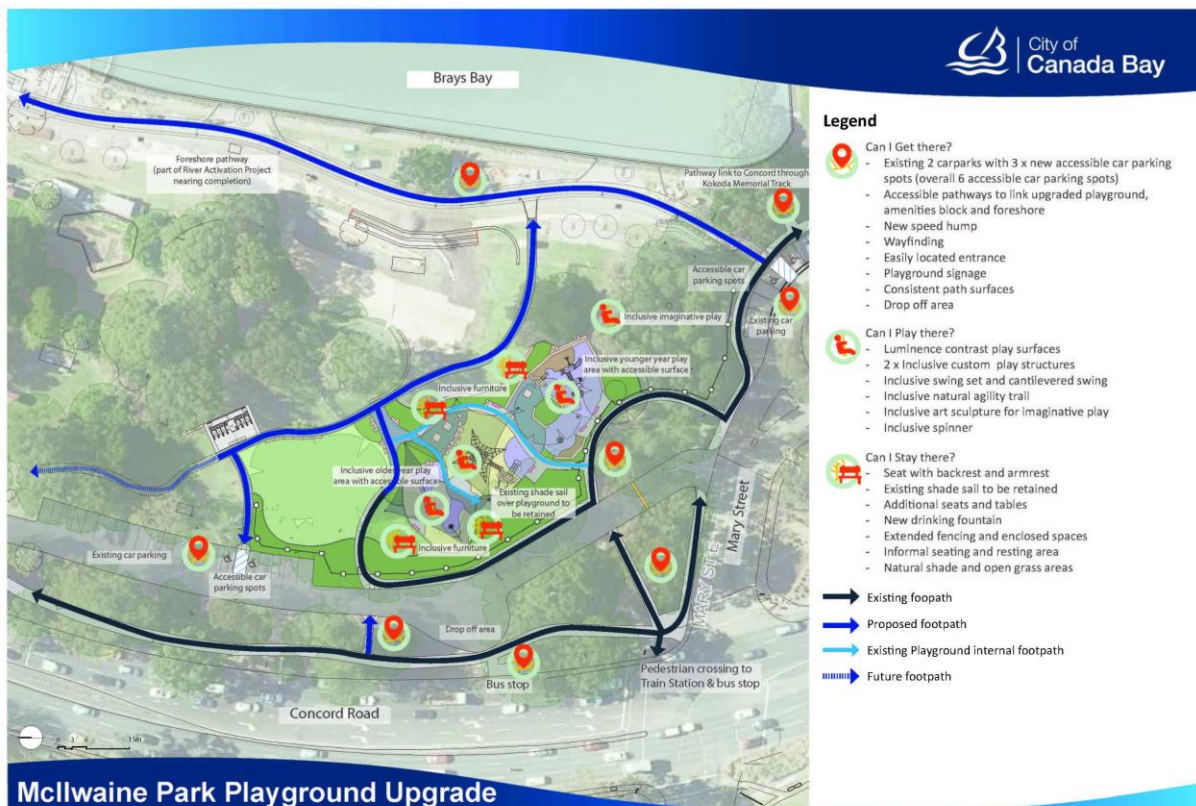 City of
Canada Bay
Brays Bay
Foreshore pathway
(part of River Activation Project
nearing completion)
Pathway link to Concord through
Kokoda Memorial Track
Accessible car
parking spots
Existing car
parking
Inclusive imaginative play
Inclusive younger year play
area with accessible surface
Inclusive furniture
Inclusive older year play
area with accessible surface
Existing shade sail
over playground to
be retained
Inclusive furniture
Existing car parking
Accessible car
parking spots
Drop off area
Bus stop
Mary Street
Pedestrian crossing to
Train Station & bus stop
Concord Road
McIlwaine Park Playground Upgrade
Legend
Can I Get there?
- Existing 2 carparks with 3 x new accessible car parking
spots (overall 6 accessible car parking spots)
- Accessible pathways to link upgraded playground,
amenities block and foreshore
- New speed hump
- Wayfinding
- Easily located entrance
- Playground signage
- Consistent path surfaces
- Drop off area
Can I Play there?
- Luminence contrast play surfaces
- 2 x Inclusive custom play structures
- Inclusive swing set and cantilevered swing
- Inclusive natural agility trail
- Inclusive art sculpture for imaginative play
- Inclusive spinner
Can I Stay there?
- Seat with backrest and armrest
- Existing shade sail to be retained
- Additional seats and tables
- New drinking fountain
- Extended fencing and enclosed spaces
- Informal seating and resting area
- Natural shade and open grass areas
Existing foopath
Proposed footpath
Existing Playground internal footpath
Future footpath